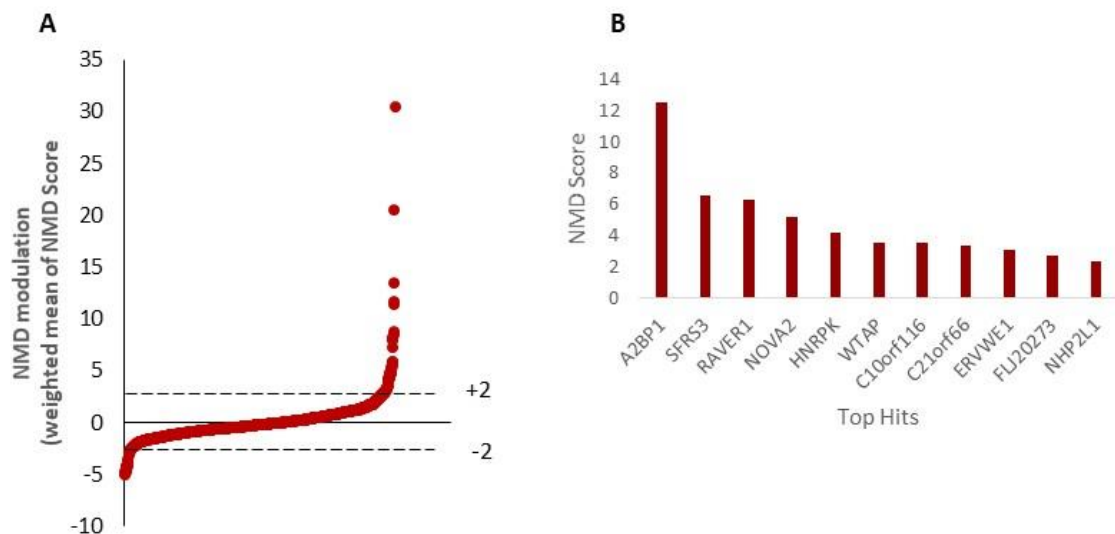 A
NMD modulation
(weighted mean of NMD Score)
35
30
25
20
15
10
5
0
-5
-10
+2
-2
B
NMD Score
14
12
10
8
6
4
2
0
A2BP1
SFRS3
RAVER1
NOVA2
HNRPK
WTAP
C10orf116
C21orf66
ERVWE1
FLJ20273
NHP2L1
Top Hits